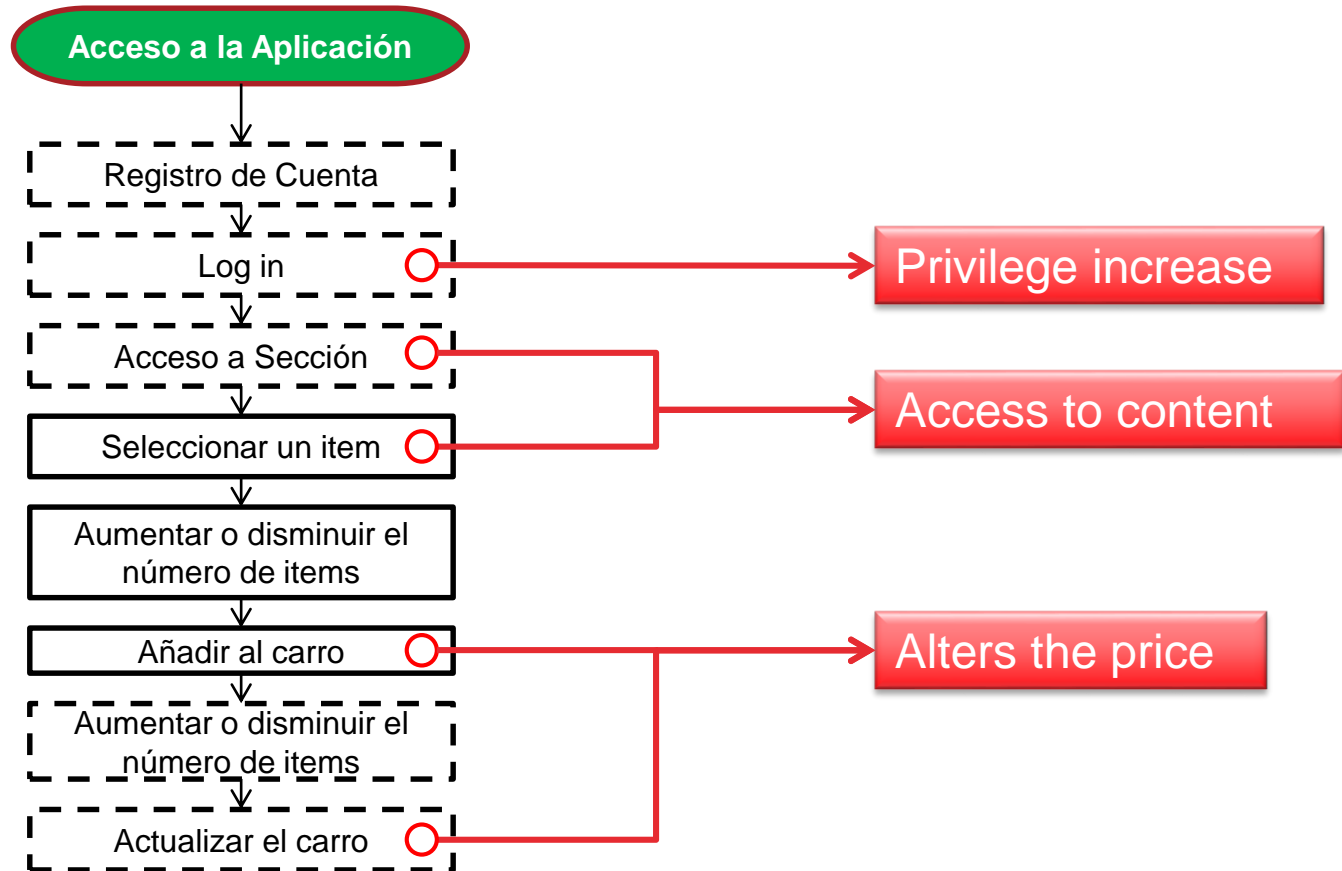 Acceso a la Aplicación
Registro de Cuenta
Log in
Privilege increase
Acceso a Sección
Access to content
Seleccionar un item
Aumentar o disminuir el
número de items
Añadir al carro
Alters the price
Aumentar o disminuir el
número de items
Actualizar el carro